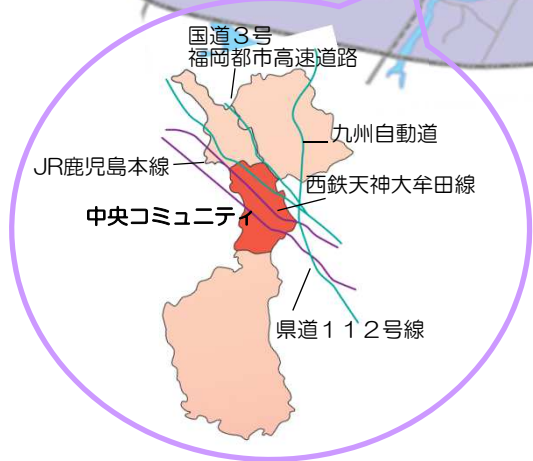 国道３号
福岡都市高速道路
九州自動道
JR鹿児島本線
西鉄天神大牟田線
中央コミュニティ
県道１１２号線